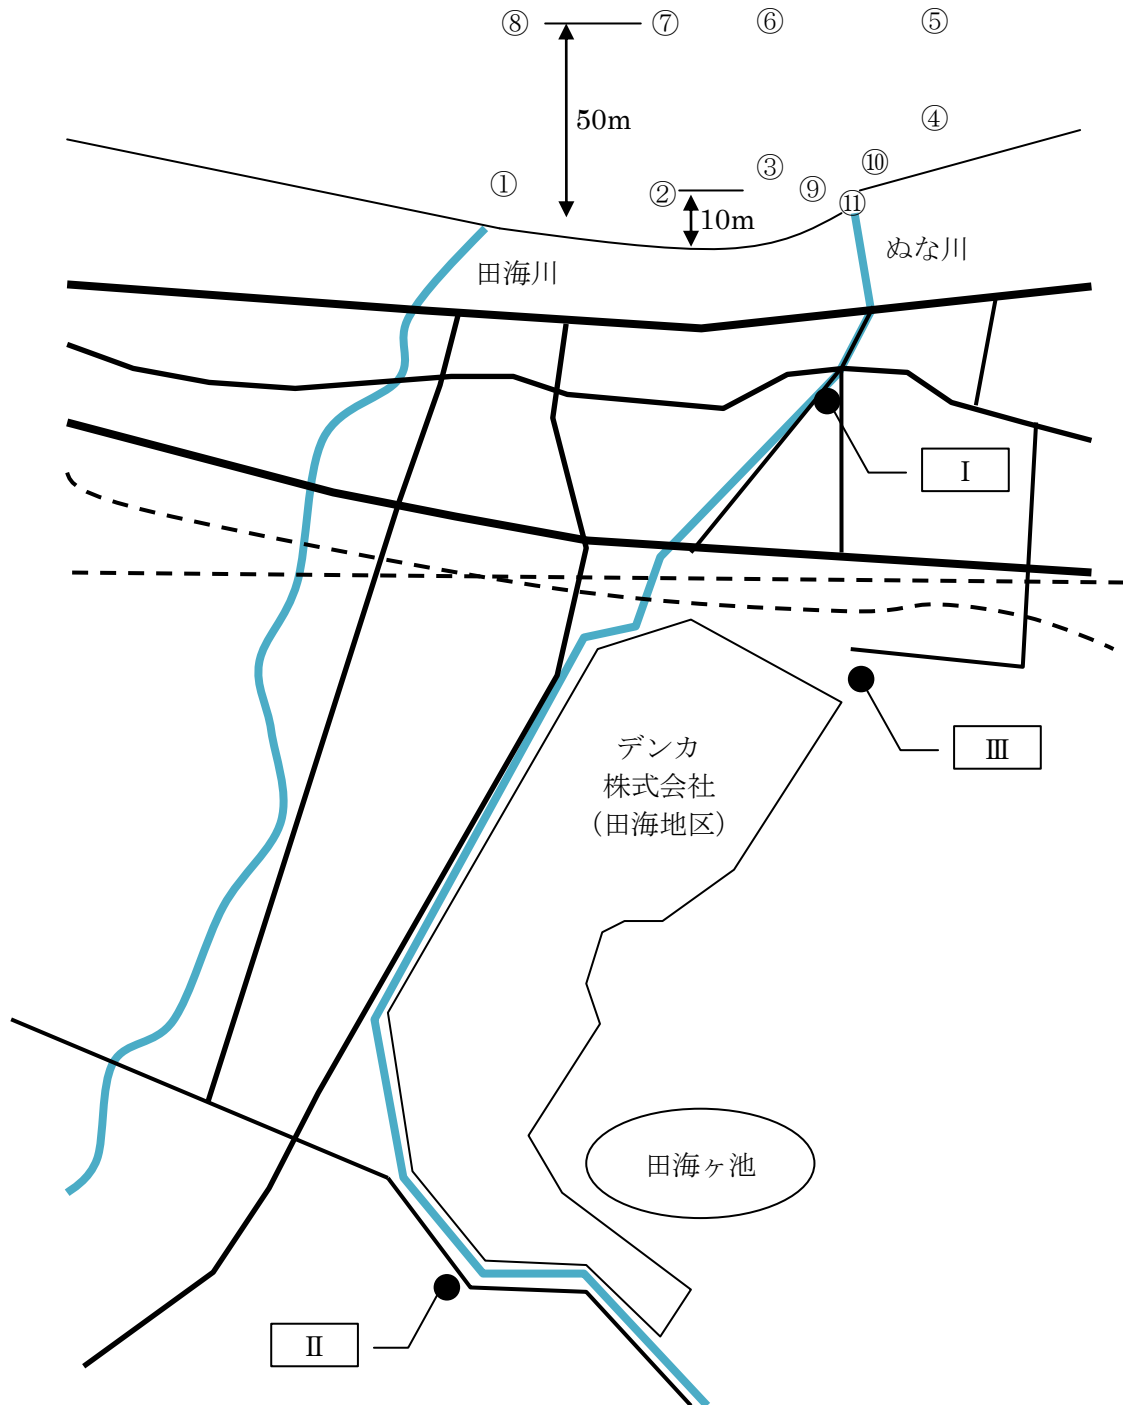 ⑧ ⑦ ⑥ ⑤
50m
④
① ② ③ ⑨ ⑩
10m
⑪
田海川
ぬな川
Ⅰ
Ⅲ
デンカ
株式会社
（田海地区）
田海ヶ池
Ⅱ